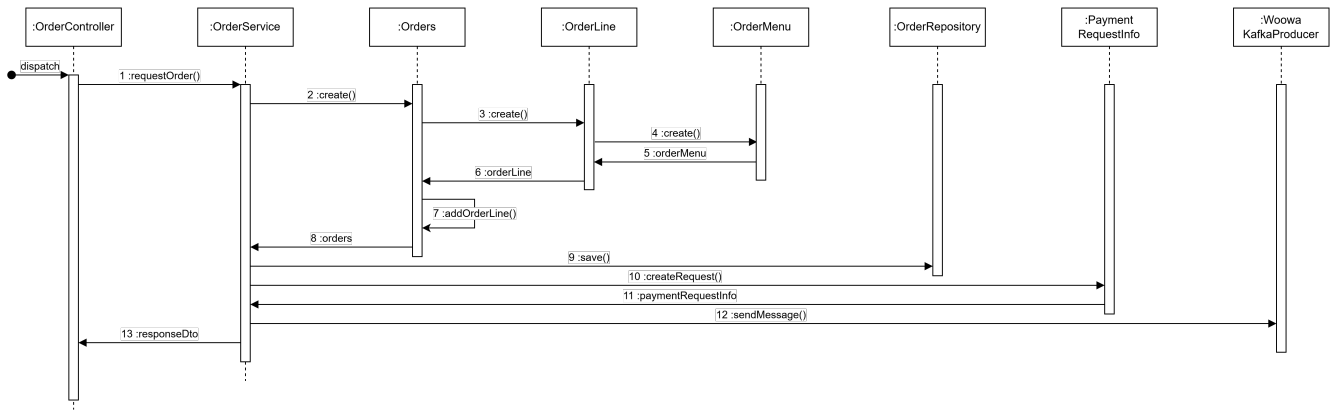 :OrderController
:OrderService
:Orders
:OrderLine
:OrderMenu
:OrderRepository
:Payment
RequestInfo
:Woowa
KafkaProducer
dispatch
1 :requestOrder()
2 :create()
3 :create()
4 :create()
5 :orderMenu
6 :orderLine
7 :addOrderLine()
8 :orders
9 :save()
10 :createRequest()
11 :paymentRequestInfo
12 :sendMessage()
13 :responseDto